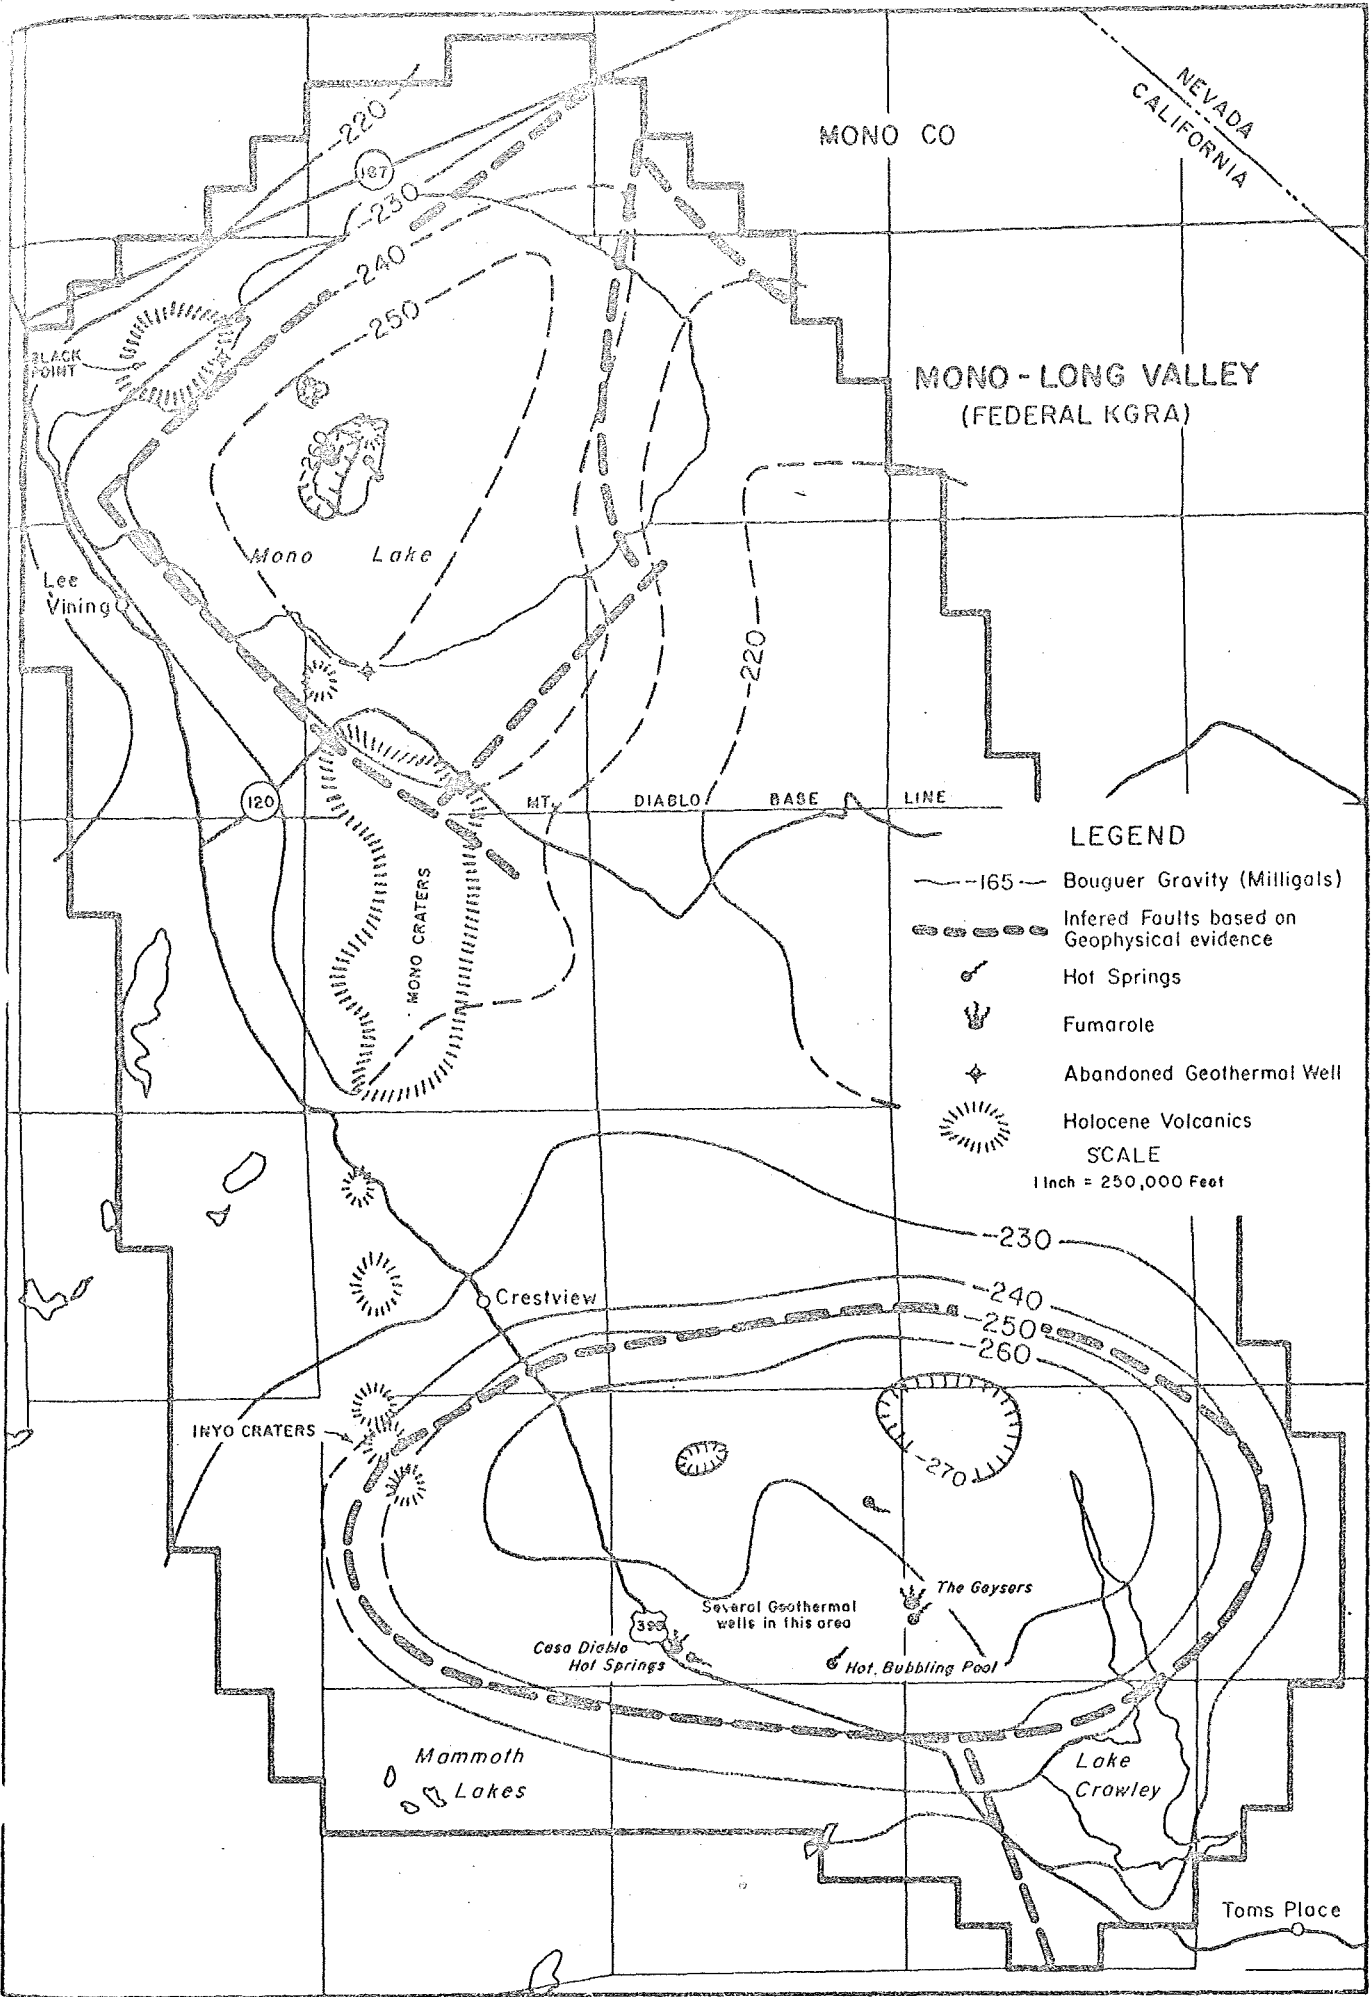 NEVADA
CALIFORNIA
MONO CO
-220
167
-230
-240
-250
BLACK
POINT
MONO - LONG VALLEY
(FEDERAL KGRA)
-260
Mono Lake
Lee
Vining
-220
120
MT. DIABLO BASE LINE
MONO CRATERS
LEGEND
-165 Bouguer Gravity (Milligals)
Infered Faults based on
Geophysical evidence
Hot Springs
Fumarole
Abandoned Geothermal Well
Holocene Volcanics
SCALE
1 Inch = 250,000 Feet
-230
-240
-250
-260
Crestview
INYO CRATERS
-270
The Geysers
Several Geothermal
wells in this area
395
Casa Diablo
Hot Springs
Hot Bubbling Pool
Mammoth
Lakes
Lake
Crowley
Toms Place